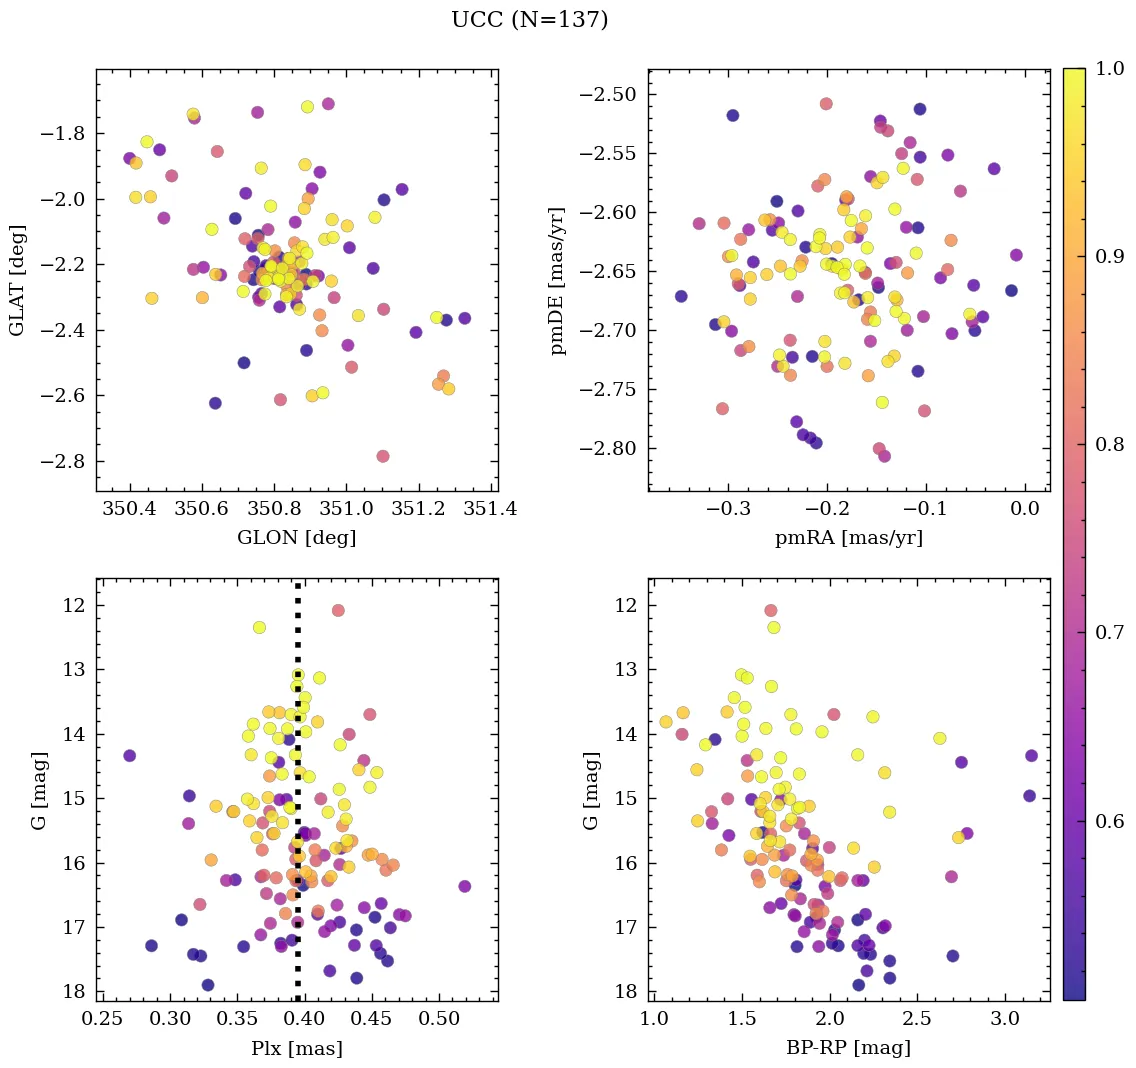 UCC (N=137)
−1.8
−2.0
−2.2
−2.4
−2.6
−2.8
GLAT [deg]
350.4 350.6 350.8 351.0 351.2 351.4
GLON [deg]
−2.50
−2.55
−2.60
−2.65
−2.70
−2.75
−2.80
pmDE [mas/yr]
−0.3 −0.2 −0.1 0.0
pmRA [mas/yr]
12
13
14
15
16
17
18
G [mag]
0.25 0.30 0.35 0.40 0.45 0.50
Plx [mas]
12
13
14
15
16
17
18
G [mag]
1.0 1.5 2.0 2.5 3.0
BP-RP [mag]
1.0
0.9
0.8
0.7
0.6